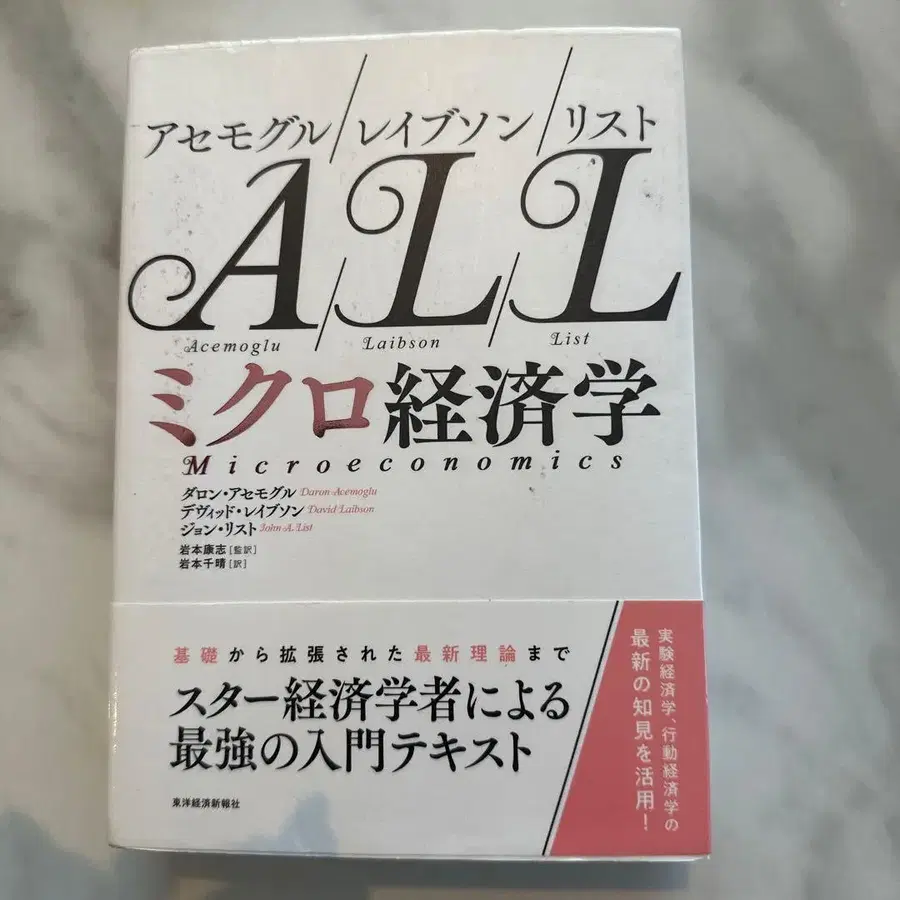 アセモグル/レイブソン/リスト
ALL
Acemoglu/Laibson/List
ミクロ経済学
Microeconomics
ダロン・アセモグル Daron Acemoglu
デヴィッド・レイブソン David Laibson
ジョン・リスト John A. List
岩本康志[監訳]
岩本千晴[訳]
基礎から拡張された最新理論まで
スター経済学者による
最強の入門テキスト
東洋経済新報社
実験経済学、行動経済学の
最新の知見を活用!